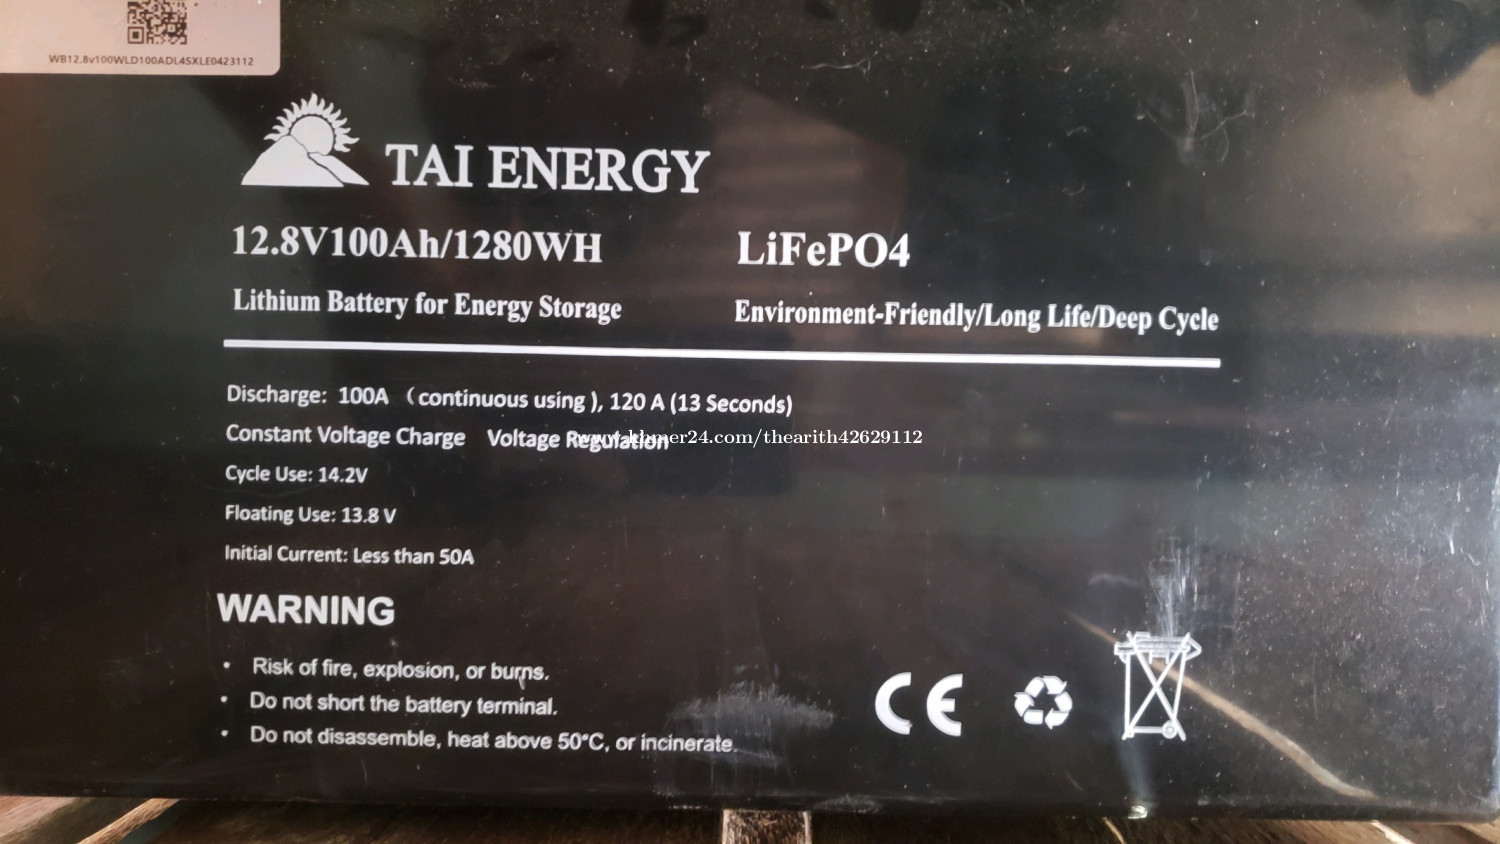 WB12.8v100WLD100ADL4SXLE0423112
TAI ENERGY
12.8V100Ah/1280WH LiFePO4
Lithium Battery for Energy Storage Environment-Friendly/Long Life/Deep Cycle
Discharge: 100A （continuous using ), 120 A (13 Seconds)
Constant Voltage Charge Voltage Regulation
www.khmer24.com/thearith42629112
Cycle Use: 14.2V
Floating Use: 13.8 V
Initial Current: Less than 50A
WARNING
• Risk of fire, explosion, or burns.
• Do not short the battery terminal.
• Do not disassemble, heat above 50°C, or incinerate.
CE